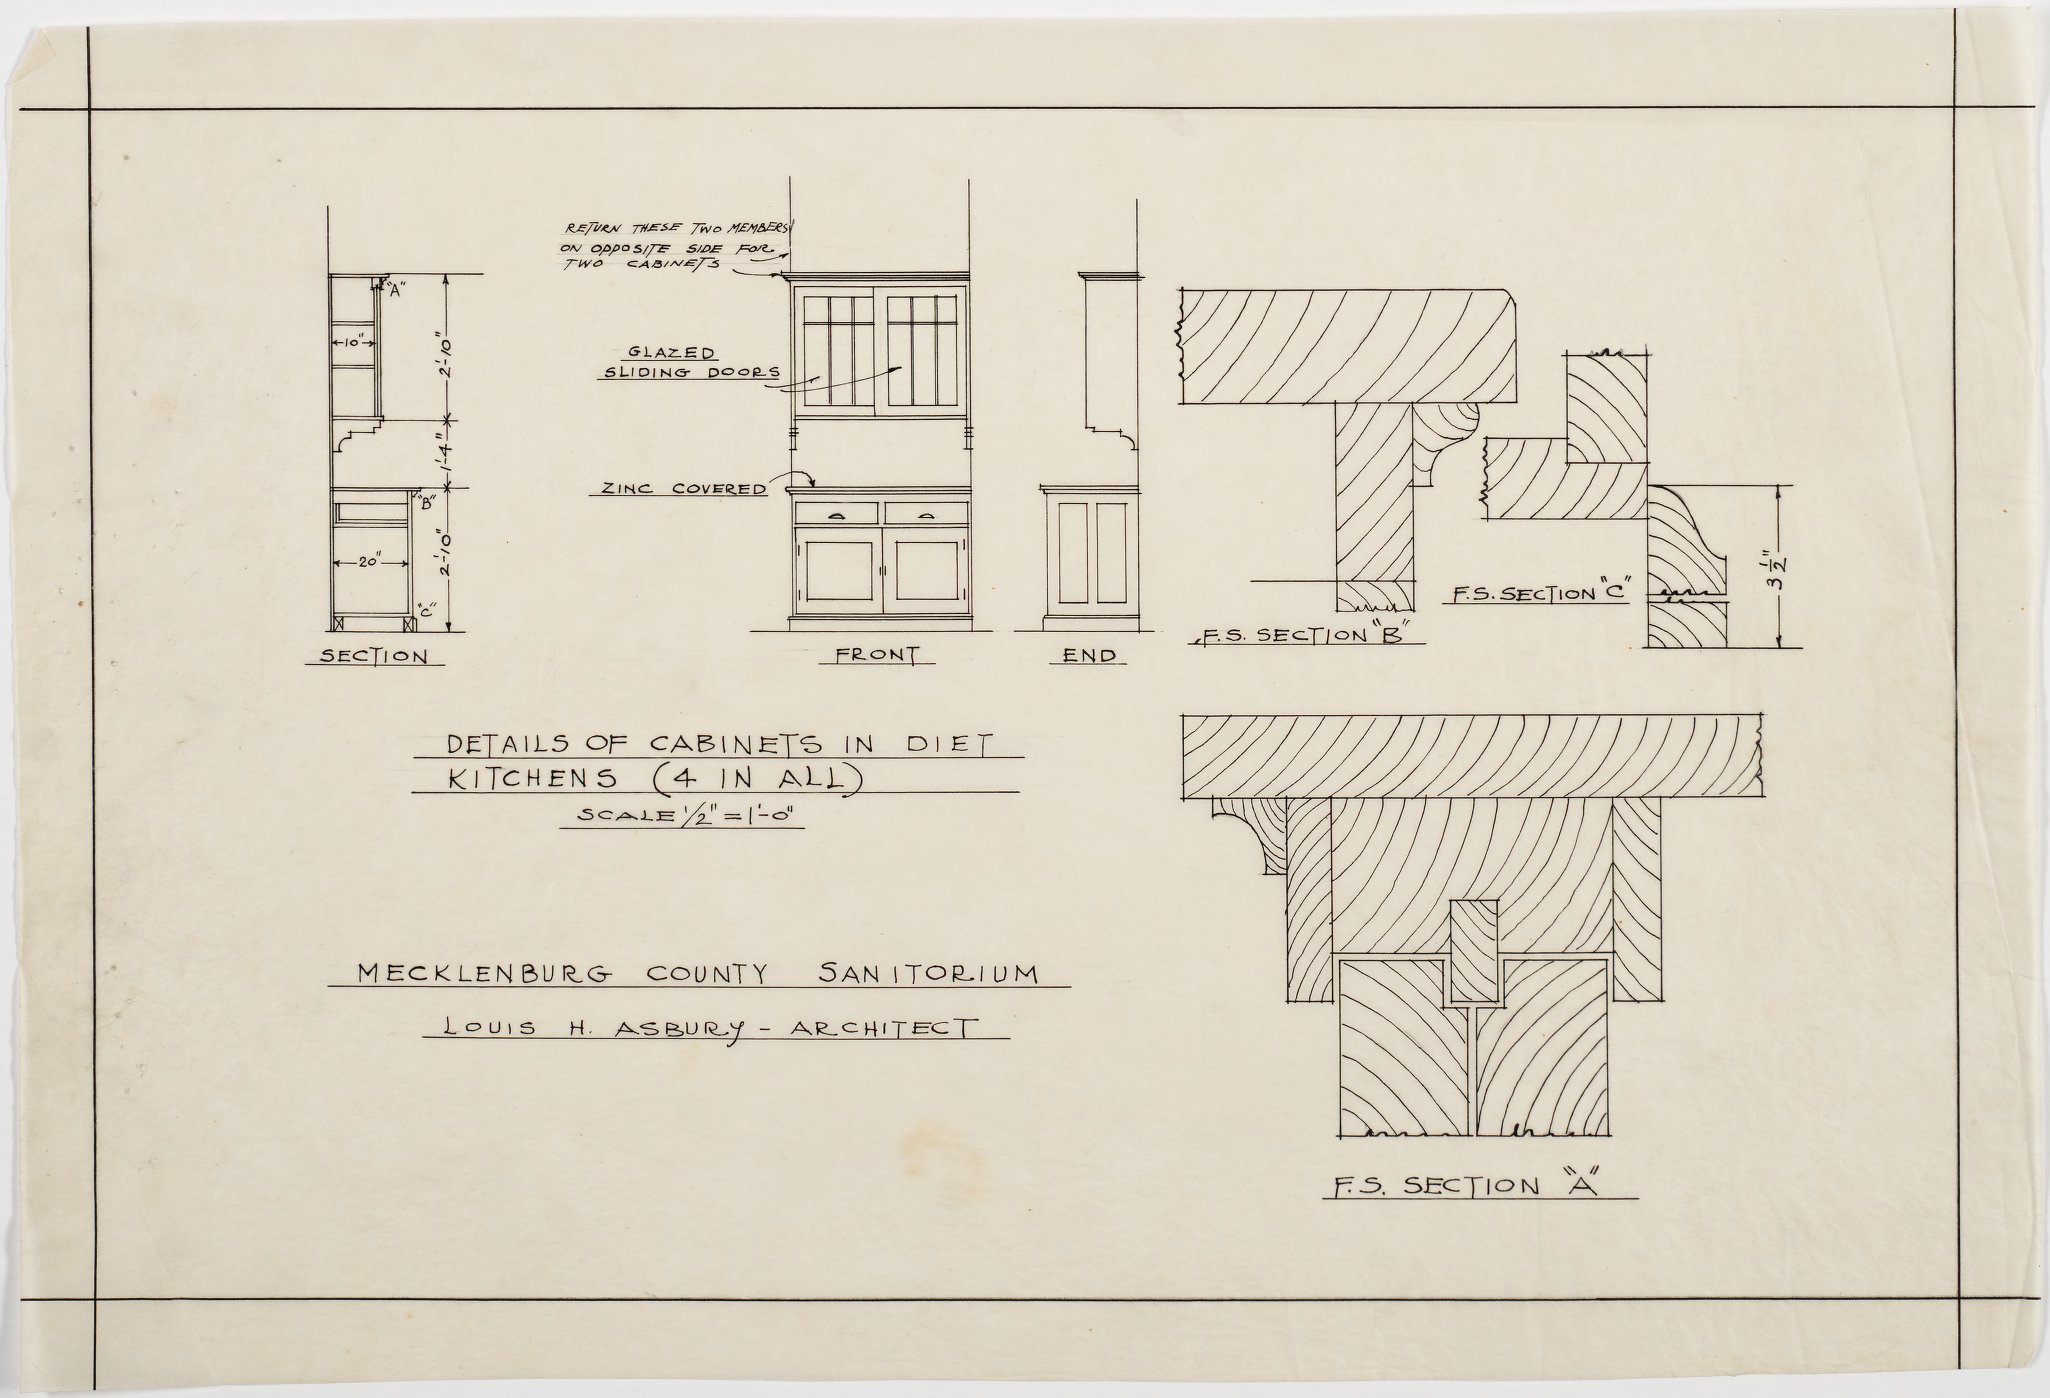 RETURN THESE TWO MEMBERS
ON OPPOSITE SIDE FOR
TWO CABINETS
"A"
10"
2'-10"
GLAZED
SLIDING DOORS
1'-4"
ZINC COVERED
"B"
20"
2'-10"
"C"
SECTION
FRONT
END
F.S. SECTION "B"
F.S. SECTION "C"
3 1/2"
DETAILS OF CABINETS IN DIET
KITCHENS (4 IN ALL)
SCALE 1/2" = 1'-0"
MECKLENBURG COUNTY SANITORIUM
LOUIS H. ASBURY - ARCHITECT
F.S. SECTION "A"